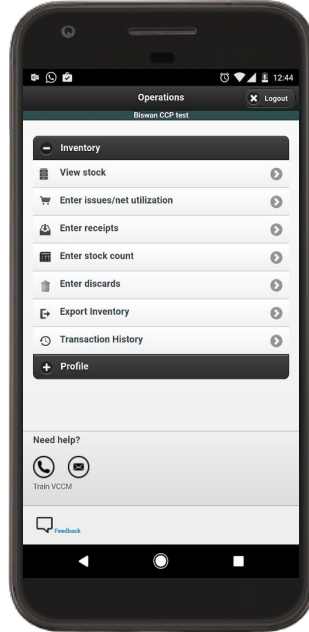 12:44
Operations
Logout
Biswan CCP test
Inventory
View stock
Enter issues/net utilization
Enter receipts
Enter stock count
Enter discards
Export Inventory
Transaction History
Profile
Need help?
Train VCCM
Feedback